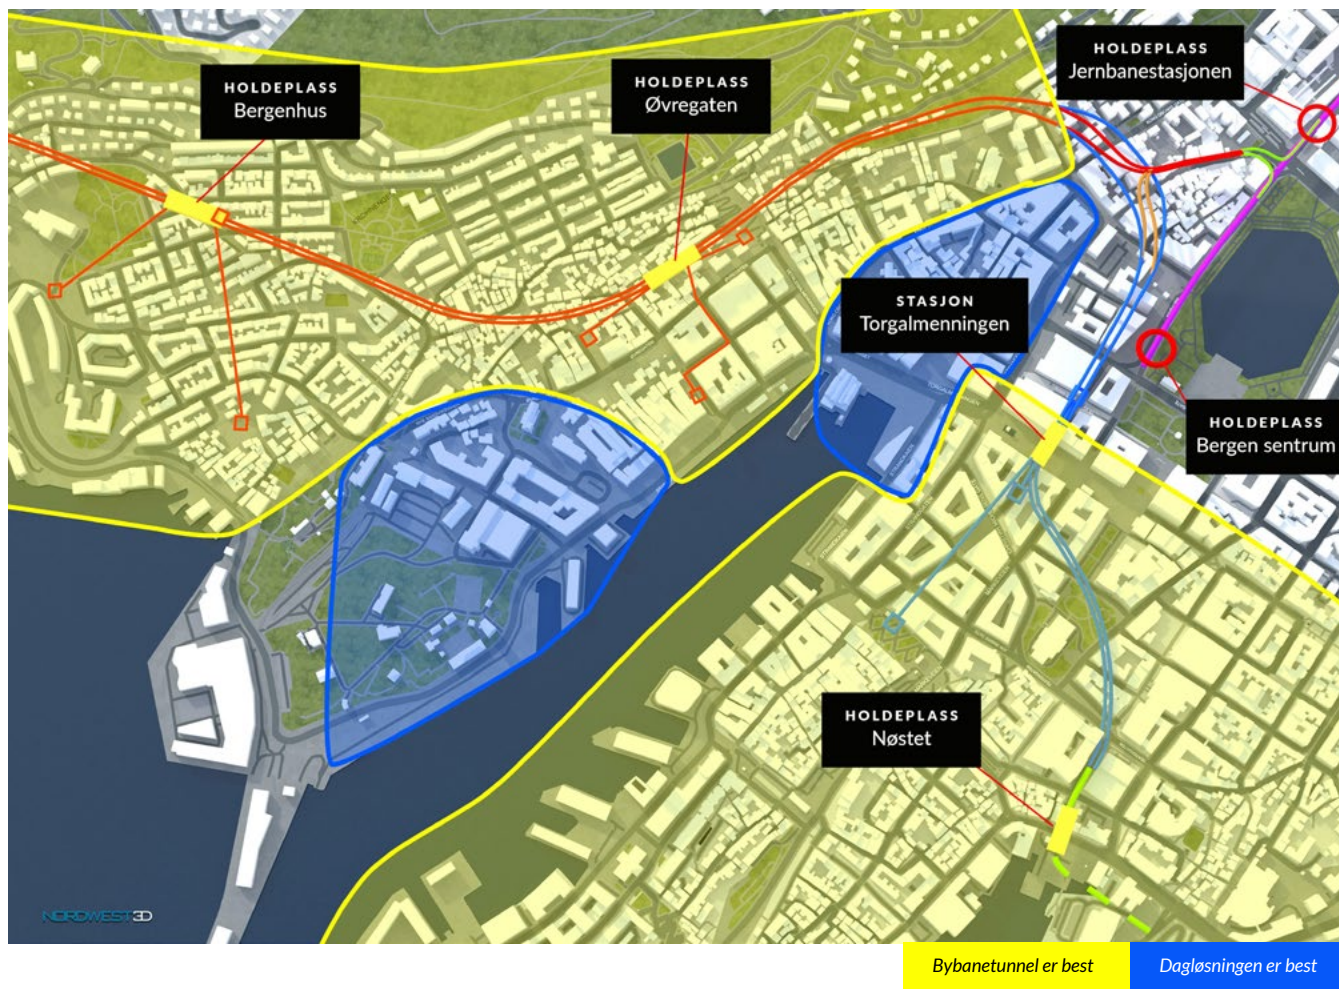 HOLDEPLASS
Jernbanestasjonen
HOLDEPLASS
Bergenhus
HOLDEPLASS
Øvregaten
STASJON
Torgalmenningen
HOLDEPLASS
Bergen sentrum
HOLDEPLASS
Nøstet
NORDWEST3D
Bybanetunnel er best
Dagløsningen er best